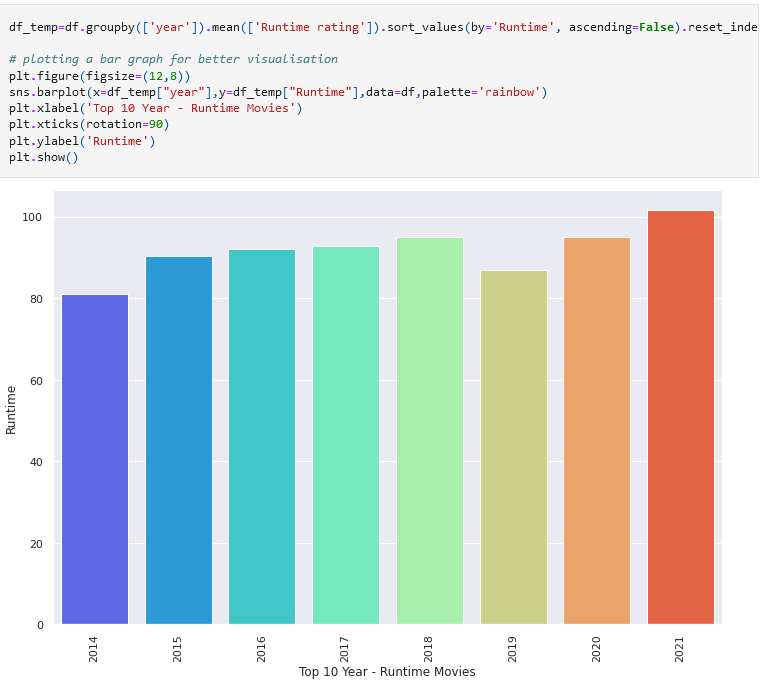 df_temp=df.groupby(['year']).mean(['Runtime rating']).sort_values(by='Runtime', ascending=False).reset_inde
# plotting a bar graph for better visualisation
plt.figure(figsize=(12,8))
sns.barplot(x=df_temp["year"],y=df_temp["Runtime"],data=df,palette='rainbow')
plt.xlabel('Top 10 Year - Runtime Movies')
plt.xticks(rotation=90)
plt.ylabel('Runtime')
plt.show()
100
80
60
40
20
0
Runtime
2014 2015 2016 2017 2018 2019 2020 2021
Top 10 Year - Runtime Movies